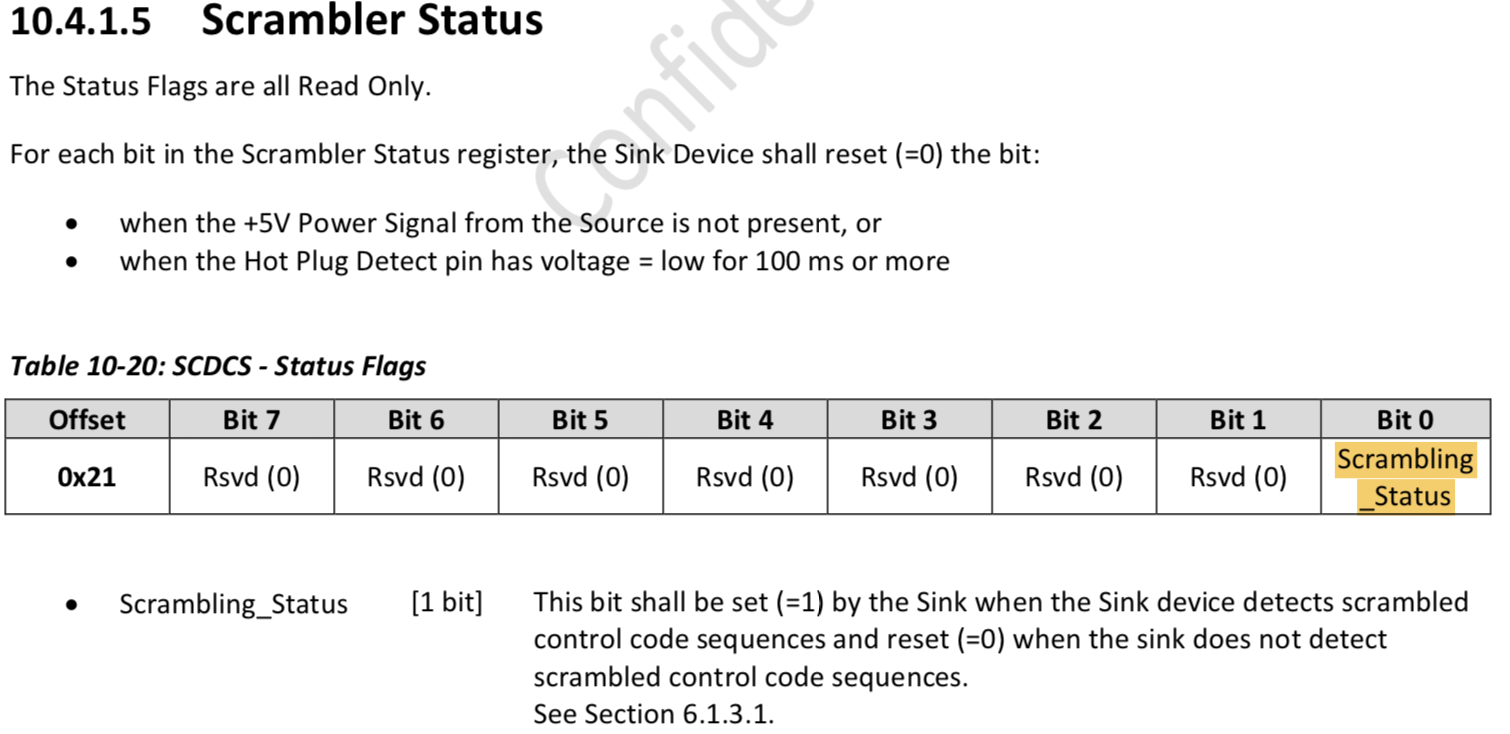 10.4.1.5 Scrambler Status
The Status Flags are all Read Only.
For each bit in the Scrambler Status register, the Sink Device shall reset (=0) the bit:
• when the +5V Power Signal from the Source is not present, or
• when the Hot Plug Detect pin has voltage = low for 100 ms or more
Table 10-20: SCDCS - Status Flags
Offset Bit 7 Bit 6 Bit 5 Bit 4 Bit 3 Bit 2 Bit 1 Bit 0
0x21 Rsvd (0) Rsvd (0) Rsvd (0) Rsvd (0) Rsvd (0) Rsvd (0) Rsvd (0) Scrambling
_Status
• Scrambling_Status [1 bit] This bit shall be set (=1) by the Sink when the Sink device detects scrambled
control code sequences and reset (=0) when the sink does not detect
scrambled control code sequences.
See Section 6.1.3.1.